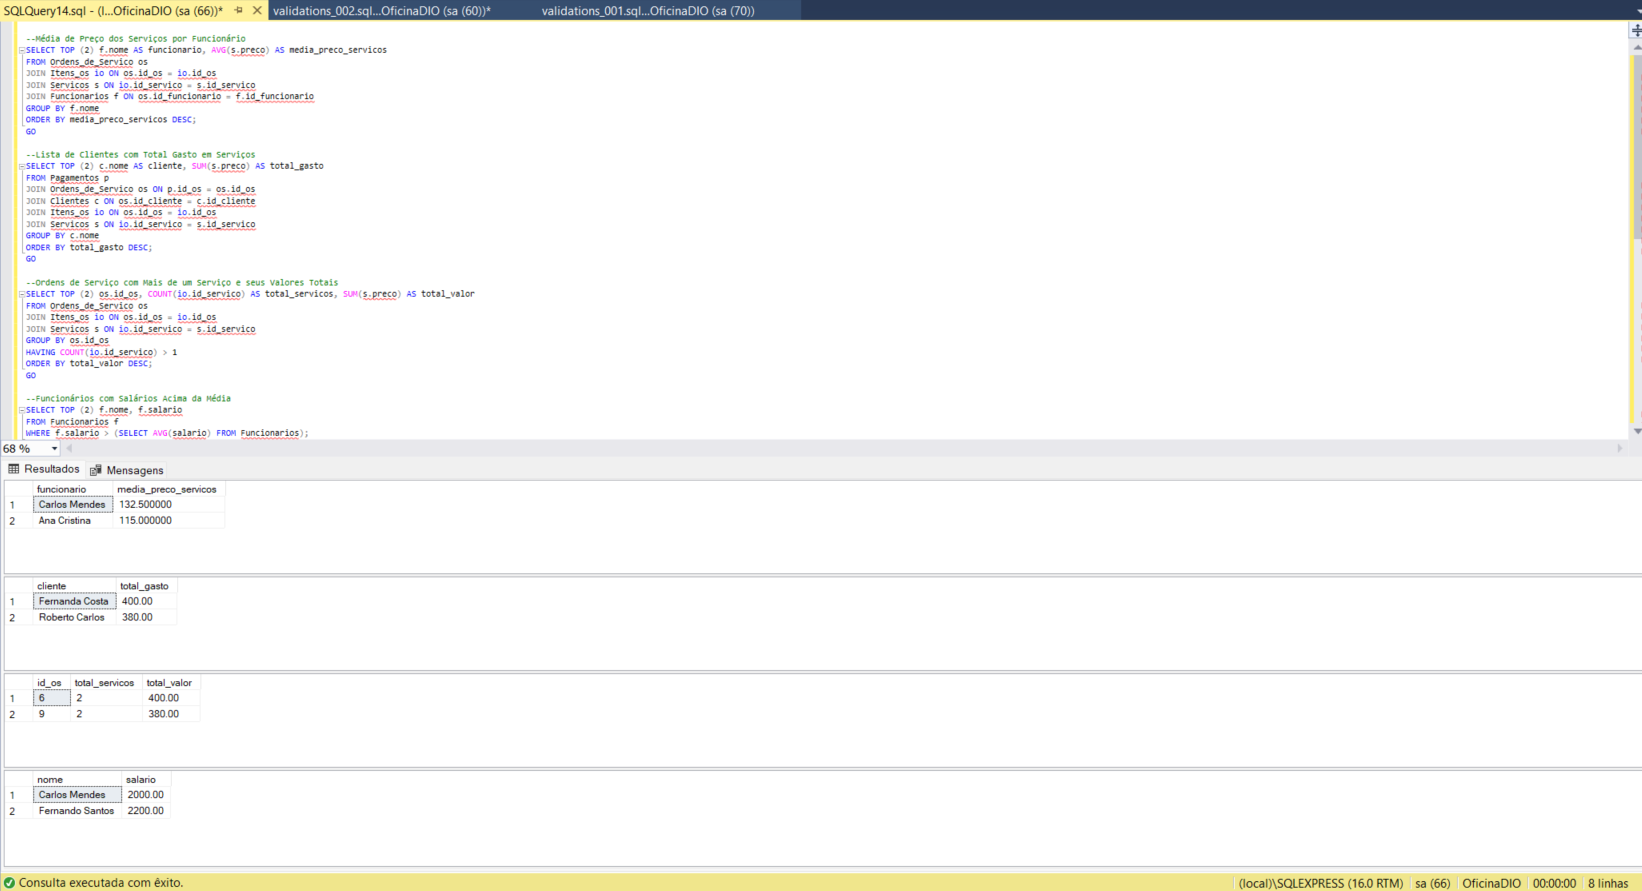 SQLQuery14.sql - (l...OficinaDIO (sa (66))* validations_002.sql...OficinaDIO (sa (60))* validations_001.sql...OficinaDIO (sa (70))
--Média de Preço dos Serviços por Funcionário
SELECT TOP (2) f.nome AS funcionario, AVG(s.preco) AS media_preco_servicos
FROM Ordens_de_Servico os
JOIN Itens_os io ON os.id_os = io.id_os
JOIN Servicos s ON io.id_servico = s.id_servico
JOIN Funcionarios f ON os.id_funcionario = f.id_funcionario
GROUP BY f.nome
ORDER BY media_preco_servicos DESC;
GO
--Lista de Clientes com Total Gasto em Serviços
SELECT TOP (2) c.nome AS cliente, SUM(s.preco) AS total_gasto
FROM Pagamentos p
JOIN Ordens_de_Servico os ON p.id_os = os.id_os
JOIN Clientes c ON os.id_cliente = c.id_cliente
JOIN Itens_os io ON os.id_os = io.id_os
JOIN Servicos s ON io.id_servico = s.id_servico
GROUP BY c.nome
ORDER BY total_gasto DESC;
GO
--Ordens de Serviço com Mais de um Serviço e seus Valores Totais
SELECT TOP (2) os.id_os, COUNT(io.id_servico) AS total_servicos, SUM(s.preco) AS total_valor
FROM Ordens_de_Servico os
JOIN Itens_os io ON os.id_os = io.id_os
JOIN Servicos s ON io.id_servico = s.id_servico
GROUP BY os.id_os
HAVING COUNT(io.id_servico) > 1
ORDER BY total_valor DESC;
GO
--Funcionários com Salários Acima da Média
SELECT TOP (2) f.nome, f.salario
FROM Funcionarios f
WHERE f.salario > (SELECT AVG(salario) FROM Funcionarios);
68 %
Resultados Mensagens
funcionario media_preco_servicos
1 Carlos Mendes 132.500000
2 Ana Cristina 115.000000
cliente total_gasto
1 Fernanda Costa 400.00
2 Roberto Carlos 380.00
id_os total_servicos total_valor
1 6 2 400.00
2 9 2 380.00
nome salario
1 Carlos Mendes 2000.00
2 Fernando Santos 2200.00
Consulta executada com êxito. (local)\SQLEXPRESS (16.0 RTM) sa (66) OficinaDIO 00:00:00 8 linhas